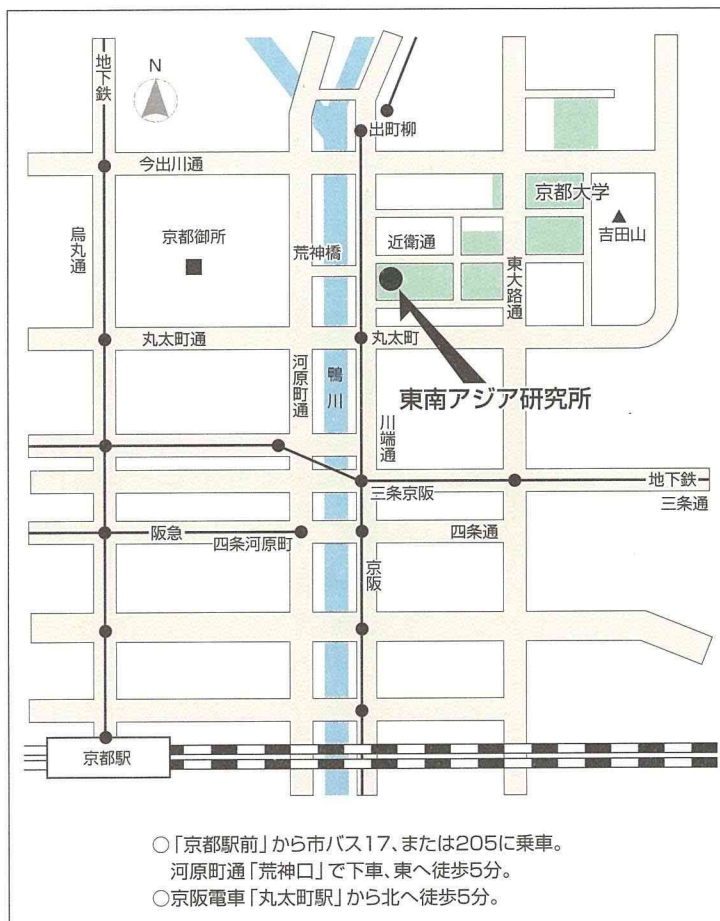 地下鉄
N
出町柳
今出川通
京都大学
烏丸通
京都御所
荒神橋
近衛通
吉田山
東大路通
丸太町通
河原町通
鴨川
丸太町
東南アジア研究所
川端通
三条京阪
地下鉄
三条通
阪急
四条河原町
四条通
京阪
京都駅
○「京都駅前」から市バス17、または205に乗車。
河原町通「荒神口」で下車、東へ徒歩5分。
○京阪電車「丸太町駅」から北へ徒歩5分。